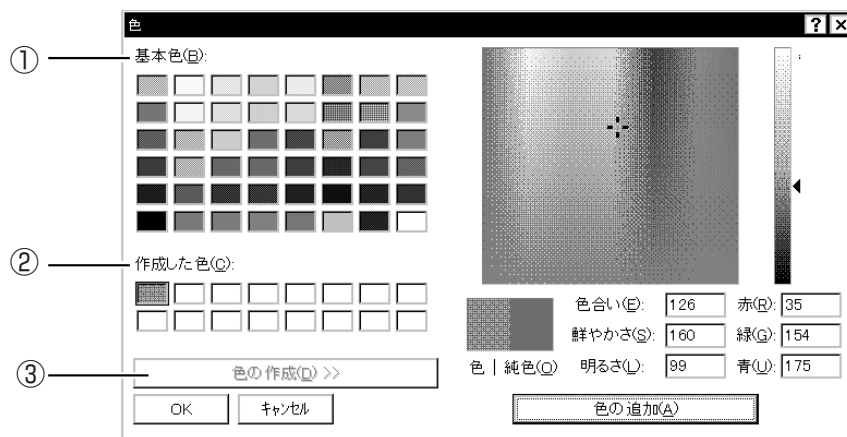 色
① 基本色(B):
② 作成した色(C):
③ 色の作成(D) >>
OK キャンセル
色 | 純色(O)
色合い(E): 126 赤(R): 35
鮮やかさ(S): 160 緑(G): 154
明るさ(L): 99 青(U): 175
色の追加(A)